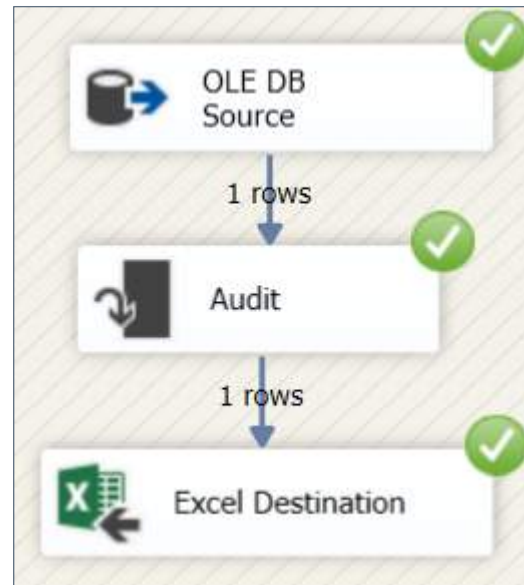 OLE DB
Source
1 rows
Audit
1 rows
X
Excel Destination